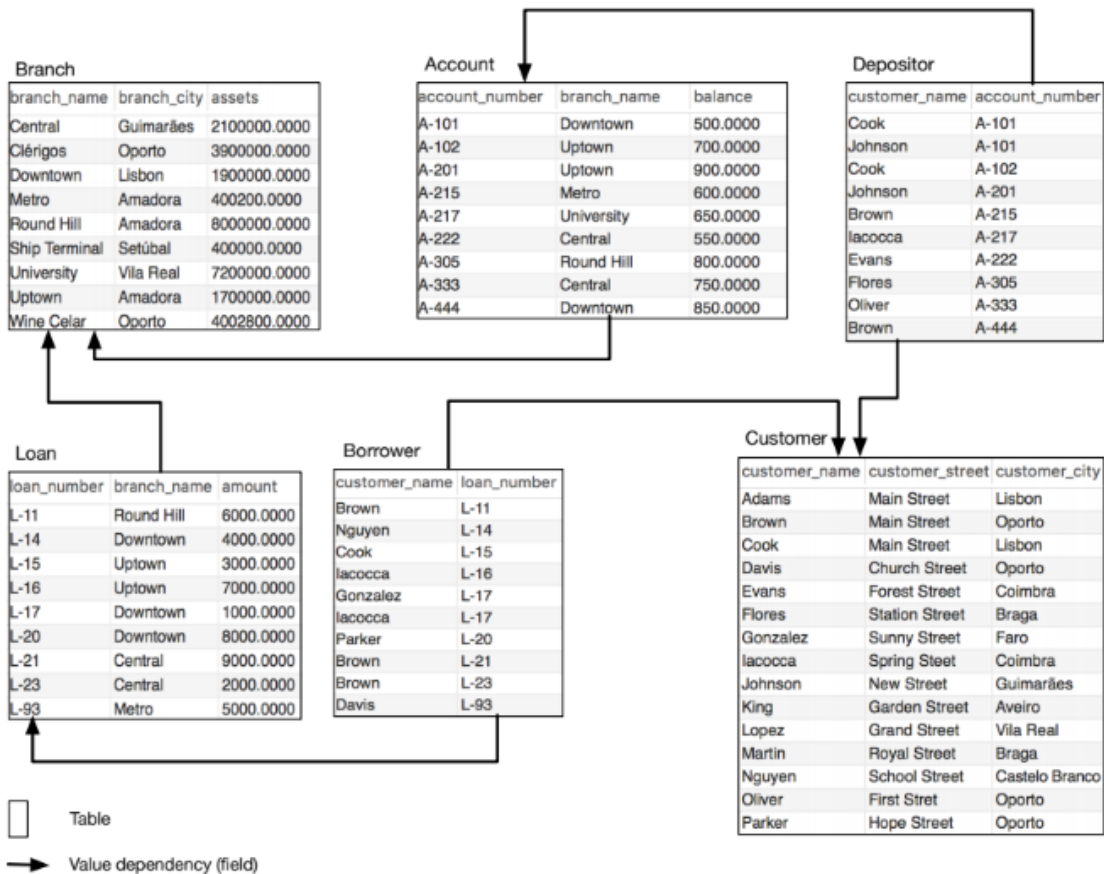 Branch
branch_name branch_city assets
Central Guimarães 2100000.0000
Clérigos Oporto 3900000.0000
Downtown Lisbon 1900000.0000
Metro Amadora 400200.0000
Round Hill Amadora 8000000.0000
Ship Terminal Setúbal 400000.0000
University Vila Real 7200000.0000
Uptown Amadora 1700000.0000
Wine Celar Oporto 4002800.0000
Account
account_number branch_name balance
A-101 Downtown 500.0000
A-102 Uptown 700.0000
A-201 Uptown 900.0000
A-215 Metro 600.0000
A-217 University 650.0000
A-222 Central 550.0000
A-305 Round Hill 800.0000
A-333 Central 750.0000
A-444 Downtown 850.0000
Depositor
customer_name account_number
Cook A-101
Johnson A-101
Cook A-102
Johnson A-201
Brown A-215
Iacocca A-217
Evans A-222
Flores A-305
Oliver A-333
Brown A-444
Loan
loan_number branch_name amount
L-11 Round Hill 6000.0000
L-14 Downtown 4000.0000
L-15 Uptown 3000.0000
L-16 Uptown 7000.0000
L-17 Downtown 1000.0000
L-20 Downtown 8000.0000
L-21 Central 9000.0000
L-23 Central 2000.0000
L-93 Metro 5000.0000
Borrower
customer_name loan_number
Brown L-11
Nguyen L-14
Cook L-15
Iacocca L-16
Gonzalez L-17
Iacocca L-17
Parker L-20
Brown L-21
Brown L-23
Davis L-93
Customer
customer_name customer_street customer_city
Adams Main Street Lisbon
Brown Main Street Oporto
Cook Main Street Lisbon
Davis Church Street Oporto
Evans Forest Street Coimbra
Flores Station Street Braga
Gonzalez Sunny Street Faro
Iacocca Spring Steet Coimbra
Johnson New Street Guimarães
King Garden Street Aveiro
Lopez Grand Street Vila Real
Martin Royal Street Braga
Nguyen School Street Castelo Branco
Oliver First Stret Oporto
Parker Hope Street Oporto
Table
Value dependency (field)